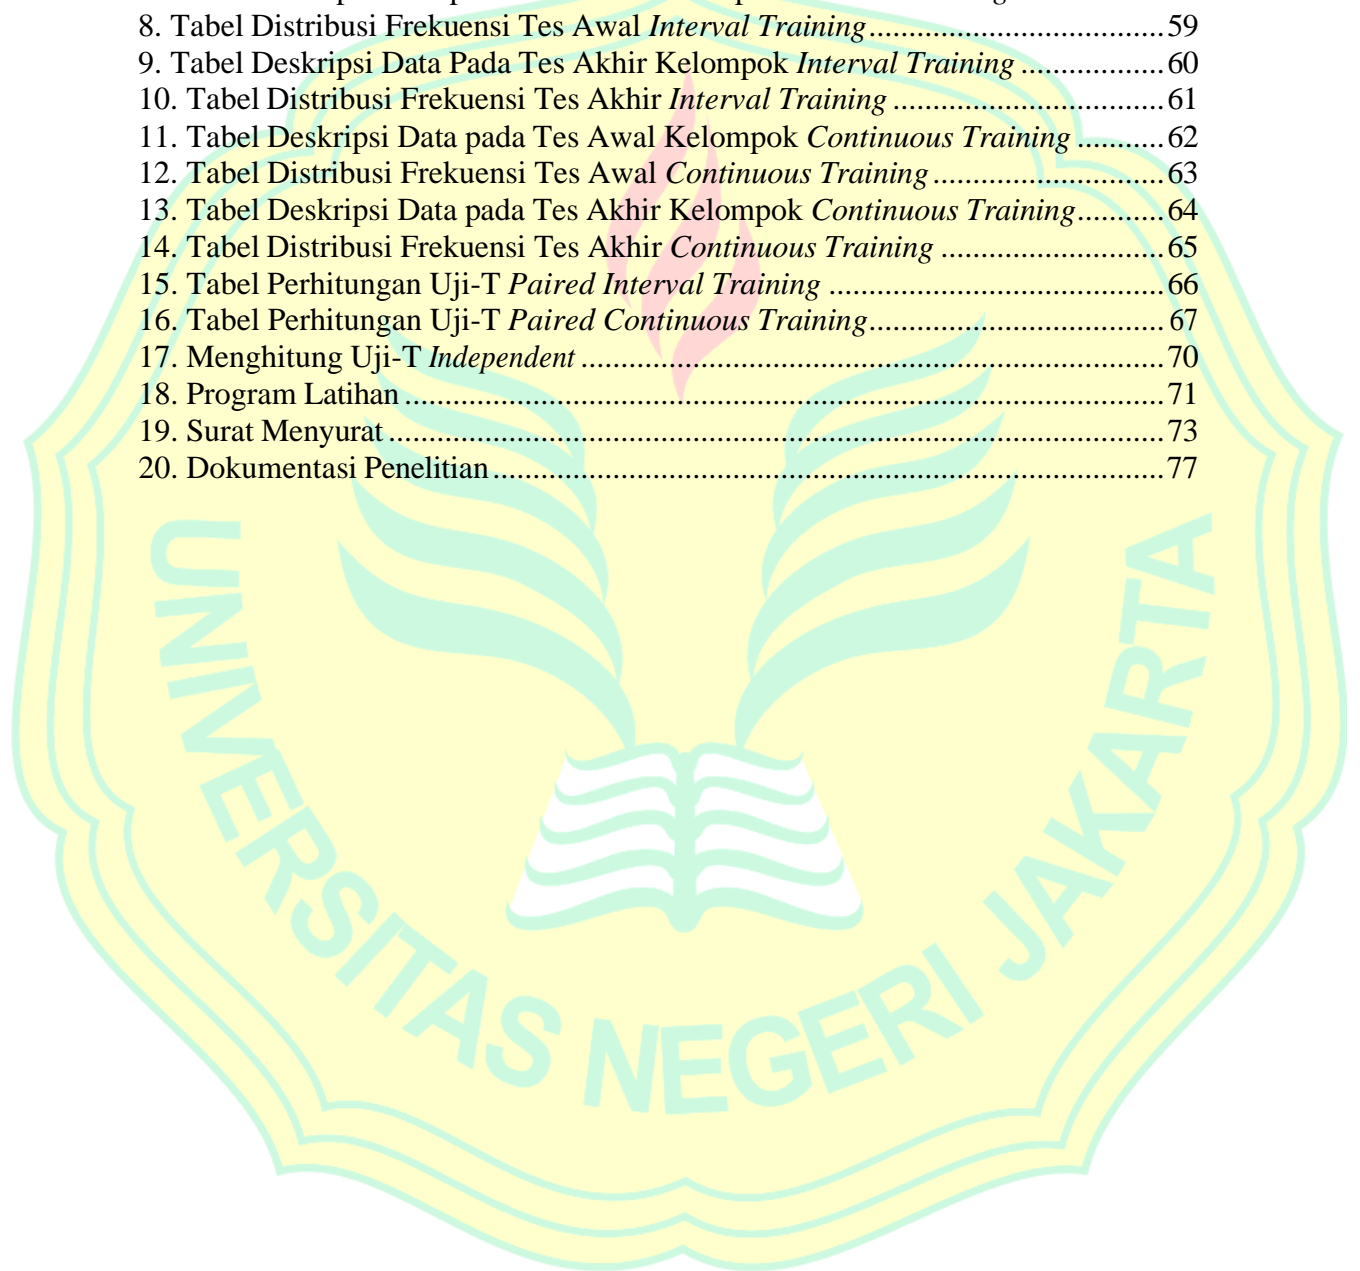 8. Tabel Distribusi Frekuensi Tes Awal Interval Training....................................59
9. Tabel Deskripsi Data Pada Tes Akhir Kelompok Interval Training.................60
10. Tabel Distribusi Frekuensi Tes Akhir Interval Training.................................61
11. Tabel Deskripsi Data pada Tes Awal Kelompok Continuous Training...........62
12. Tabel Distribusi Frekuensi Tes Awal Continuous Training............................63
13. Tabel Deskripsi Data pada Tes Akhir Kelompok Continuous Training...........64
14. Tabel Distribusi Frekuensi Tes Akhir Continuous Training...........................65
15. Tabel Perhitungan Uji-T Paired Interval Training.........................................66
16. Tabel Perhitungan Uji-T Paired Continuous Training....................................67
17. Menghitung Uji-T Independent.......................................................................70
18. Program Latihan.............................................................................................71
19. Surat Menyurat...............................................................................................73
20. Dokumentasi Penelitian..................................................................................77
UNIVERSITAS NEGERI JAKARTA